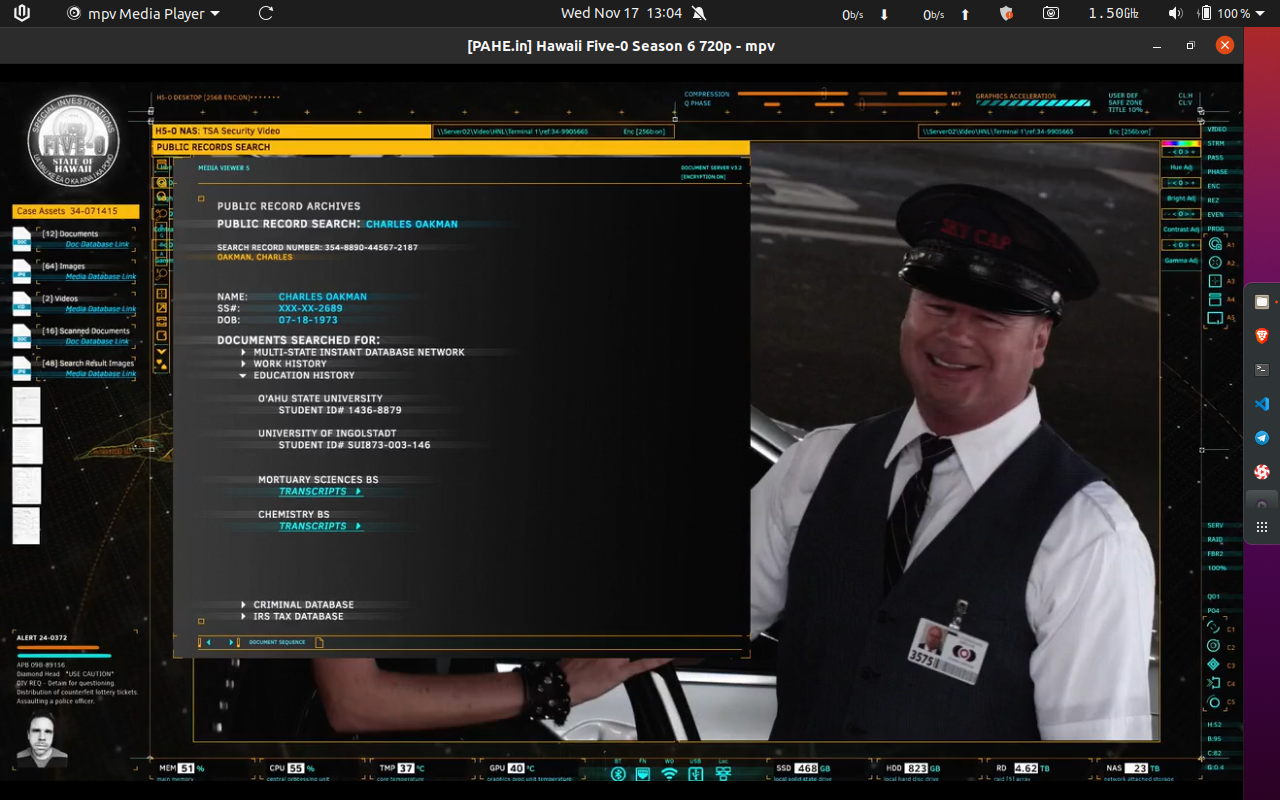 mpv Media Player
Wed Nov 17 13:04
0b/s
0b/s
1.50GHz
100 %
[PAHE.in] Hawaii Five-0 Season 6 720p - mpv
H5-0 DESKTOP [256B ENC:ON]
COMPRESSION
Q PHASE
GRAPHICS ACCELERATION
USER DEF
SAFE ZONE
TITLE 10%
CL:H
CL:V
SPECIAL INVESTIGATIONS
FIVE-0
STATE OF
HAWAII
H5-0 NAS: TSA Security Video
\\Server02\Video\HNL\Terminal 1\ref:34-9905665
Enc [256b:on]
\\Server02\Video\HNL\Terminal 1\ref:34-9905665
Enc [256b:on]
PUBLIC RECORDS SEARCH
MEDIA VIEWER 5
DOCUMENT SERVER V3.2
[ENCRYPTION:ON]
PUBLIC RECORD ARCHIVES
PUBLIC RECORD SEARCH: CHARLES OAKMAN
SEARCH RECORD NUMBER: 354-8890-44567-2187
OAKMAN, CHARLES
NAME: CHARLES OAKMAN
SS#: XXX-XX-2689
DOB: 07-18-1973
DOCUMENTS SEARCHED FOR:
MULTI-STATE INSTANT DATABASE NETWORK
WORK HISTORY
EDUCATION HISTORY
O'AHU STATE UNIVERSITY
STUDENT ID# 1436-8879
UNIVERSITY OF INGOLSTADT
STUDENT ID# SUI873-003-146
MORTUARY SCIENCES BS
TRANSCRIPTS
CHEMISTRY BS
TRANSCRIPTS
CRIMINAL DATABASE
IRS TAX DATABASE
DOCUMENT SEQUENCE
Case Assets 34-071415
[12] Documents
Doc Database Link
[64] Images
Media Database Link
[2] Videos
Media Database Link
[16] Scanned Documents
Doc Database Link
[48] Search Result Images
Media Database Link
ALERT 24-0372
APB 09B-89156
Diamond Head *USE CAUTION*
DIV REQ - Detain for questioning.
Distribution of counterfeit lottery tickets.
Assaulting a police officer.
SKY CAP
3575
VIDEO
STRM
PASS
PHASE
ENC
REZ
EVEN
PROG
- < 0 > +
Hue Adj
- < 0 > +
Bright Adj
- < 0 > +
Contrast Adj
- < 0 > +
Gamma Adj
A1
A2
A3
A4
A5
SERV
RAID
FBR2
100%
QO1
PO4
C1
C2
C3
C4
C5
H:52
B:95
C:82
G:0.4
MEM 51 %
main memory
CPU 55 %
central processing unit
TMP 37 °C
core temperature
GPU 40 °C
graphics proc unit temperature
BT
FN
WO
USB
Loc
SSD 468 GB
local solid state drive
HDD 823 GB
local hard disc drive
RD 4.62 TB
raid [5] array
NAS 23 TB
network attached storage